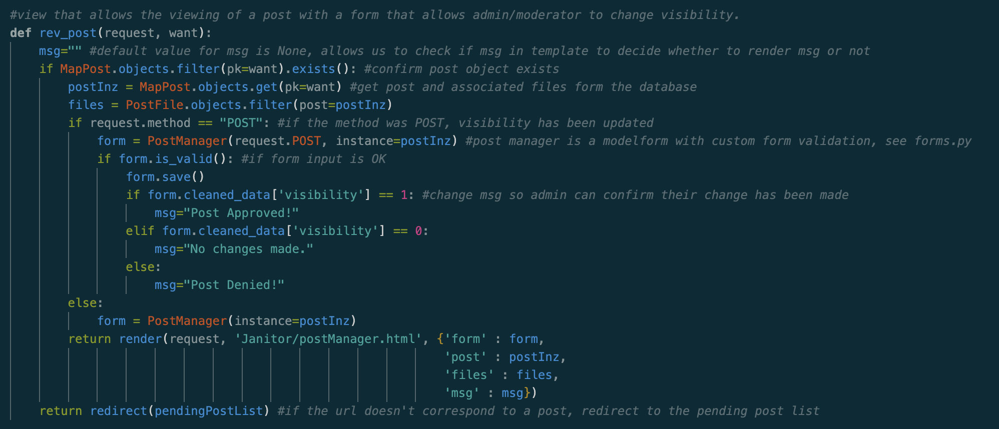 #view that allows the viewing of a post with a form that allows admin/moderator to change visibility.
def rev_post(request, want):
    msg="" #default value for msg is None, allows us to check if msg in template to decide whether to render msg or not
    if MapPost.objects.filter(pk=want).exists(): #confirm post object exists
        postInz = MapPost.objects.get(pk=want) #get post and associated files form the database
        files = PostFile.objects.filter(post=postInz)
        if request.method == "POST": #if the method was POST, visibility has been updated
            form = PostManager(request.POST, instance=postInz) #post manager is a modelform with custom form validation, see forms.py
            if form.is_valid(): #if form input is OK
                form.save()
                if form.cleaned_data['visibility'] == 1: #change msg so admin can confirm their change has been made
                    msg="Post Approved!"
                elif form.cleaned_data['visibility'] == 0:
                    msg="No changes made."
                else:
                    msg="Post Denied!"
        else:
            form = PostManager(instance=postInz)
        return render(request, 'Janitor/postManager.html', {'form' : form,
                                                            'post' : postInz,
                                                            'files' : files,
                                                            'msg' : msg})
    return redirect(pendingPostList) #if the url doesn't correspond to a post, redirect to the pending post list